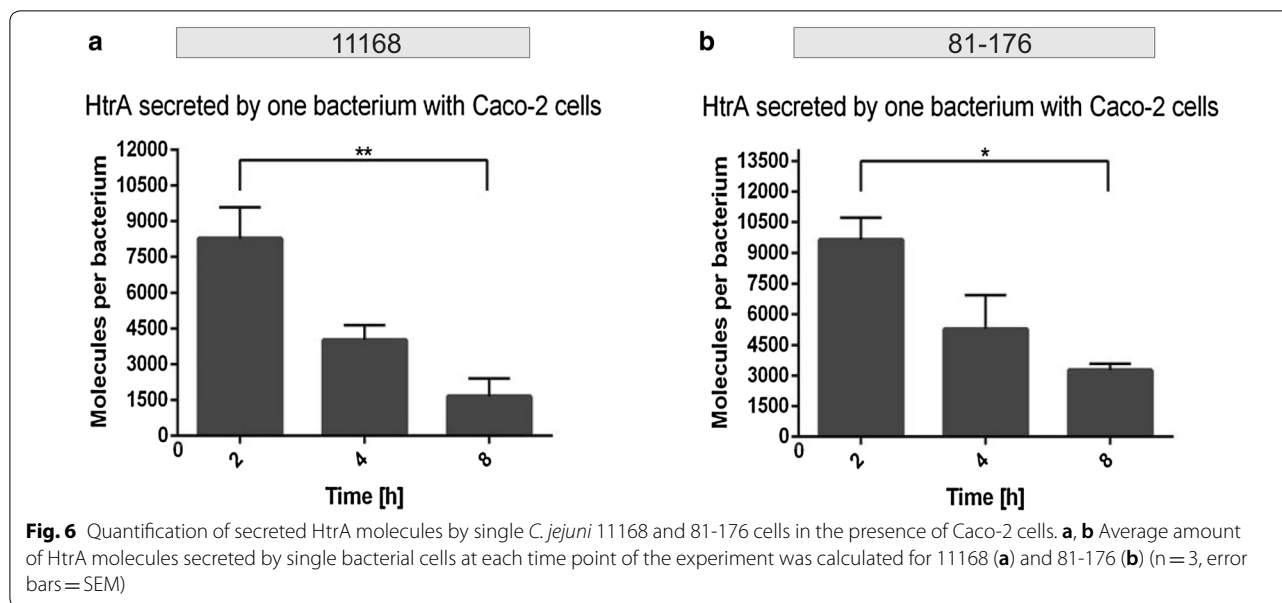 a 11168
HtrA secreted by one bacterium with Caco-2 cells
Molecules per bacterium
12000
10500
9000
7500
6000
4500
3000
1500
0
**
0 2 4 8
Time [h]
b 81-176
HtrA secreted by one bacterium with Caco-2 cells
Molecules per bacterium
13500
12000
10500
9000
7500
6000
4500
3000
1500
0
*
0 2 4 8
Time [h]
Fig. 6 Quantification of secreted HtrA molecules by single C. jejuni 11168 and 81-176 cells in the presence of Caco-2 cells. a, b Average amount
of HtrA molecules secreted by single bacterial cells at each time point of the experiment was calculated for 11168 (a) and 81-176 (b) (n = 3, error
bars = SEM)